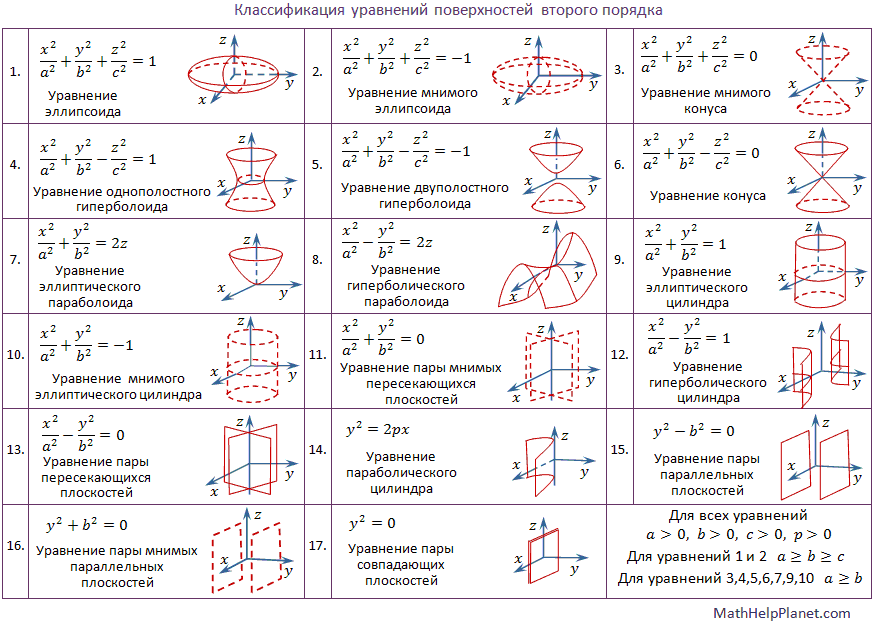 Классификация уравнений поверхностей второго порядка
1.
x²/a² + y²/b² + z²/c² = 1
Уравнение
эллипсоида
z
y
x
2.
x²/a² + y²/b² + z²/c² = −1
Уравнение мнимого
эллипсоида
z
y
x
3.
x²/a² + y²/b² + z²/c² = 0
Уравнение мнимого
конуса
z
x
y
4.
x²/a² + y²/b² − z²/c² = 1
Уравнение однополостного
гиперболоида
z
x
y
5.
x²/a² + y²/b² − z²/c² = −1
Уравнение двуполостного
гиперболоида
z
x
y
6.
x²/a² + y²/b² − z²/c² = 0
Уравнение конуса
z
x
y
7.
x²/a² + y²/b² = 2z
Уравнение
эллиптического
параболоида
z
x
y
8.
x²/a² − y²/b² = 2z
Уравнение
гиперболического
параболоида
z
y
x
9.
x²/a² + y²/b² = 1
Уравнение
эллиптического
цилиндра
z
x
y
10.
x²/a² + y²/b² = −1
Уравнение мнимого
эллиптического цилиндра
z
x
y
11.
x²/a² + y²/b² = 0
Уравнение пары мнимых
пересекающихся
плоскостей
z
y
x
12.
x²/a² − y²/b² = 1
Уравнение
гиперболического
цилиндра
z
x
y
13.
x²/a² − y²/b² = 0
Уравнение пары
пересекающихся
плоскостей
z
y
x
14.
y² = 2px
Уравнение
параболического
цилиндра
z
x
y
15.
y² − b² = 0
Уравнение пары
параллельных
плоскостей
z
x
y
16.
y² + b² = 0
Уравнение пары мнимых
параллельных
плоскостей
z
x
y
17.
y² = 0
Уравнение пары
совпадающих
плоскостей
z
x
y
Для всех уравнений
a > 0, b > 0, c > 0, p > 0
Для уравнений 1 и 2 a ≥ b ≥ c
Для уравнений 3,4,5,6,7,9,10 a ≥ b
MathHelpPlanet.com